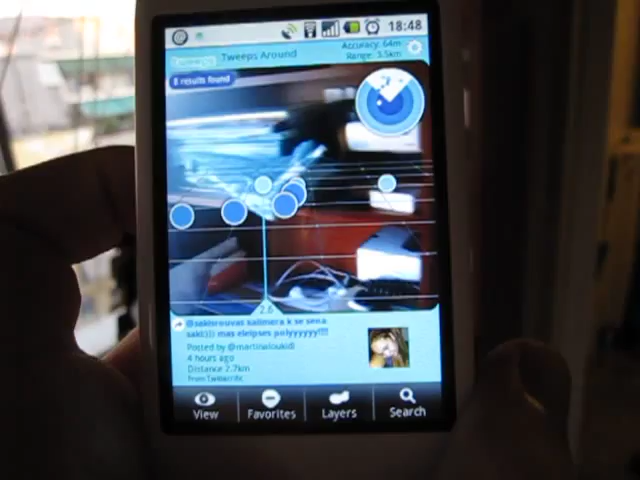 18:48
Tweeps Around
Accuracy: 64m
Range: 3.5km
8 results found
2.6
@sakisrouvas kalimera k se sena
saki:))) mas eleipses polyyyyyy!!!!
Posted by @martinaloukidi
4 hours ago
Distance 2.7km
From Twitterrific
View Favorites Layers Search